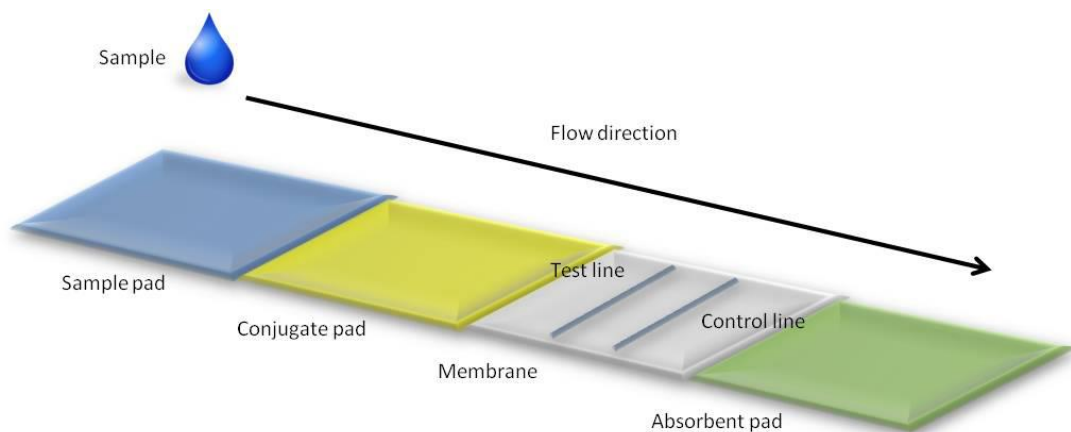 Sample
Flow direction
Test line
Sample pad
Control line
Conjugate pad
Membrane
Absorbent pad